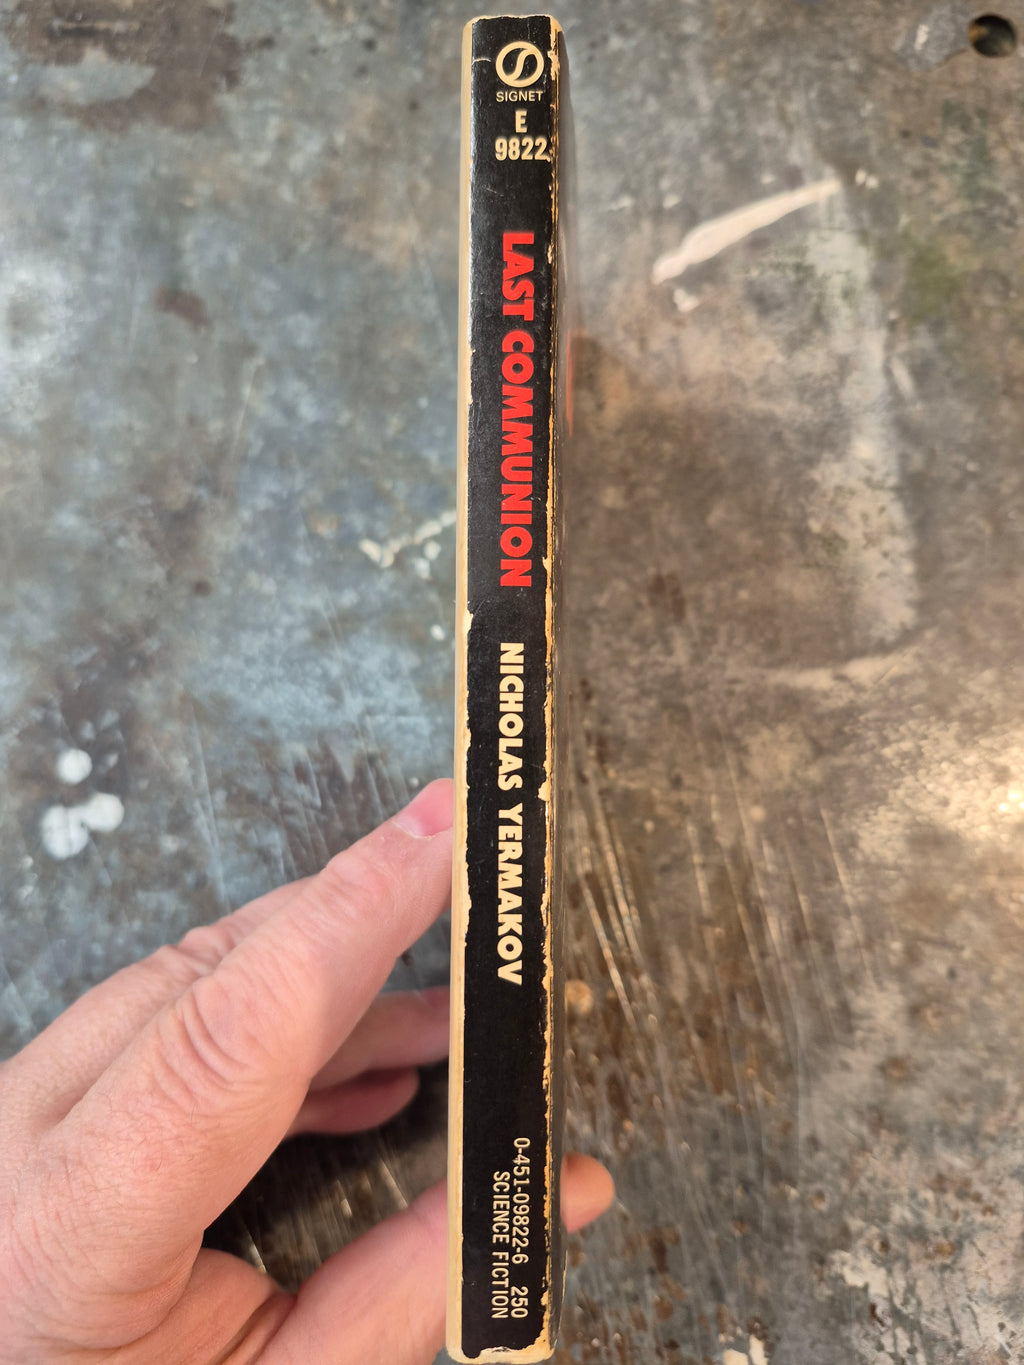 SIGNET
E
9822
LAST COMMUNION
NICHOLAS YERMAKOV
0-451-09822-6 250
SCIENCE FICTION